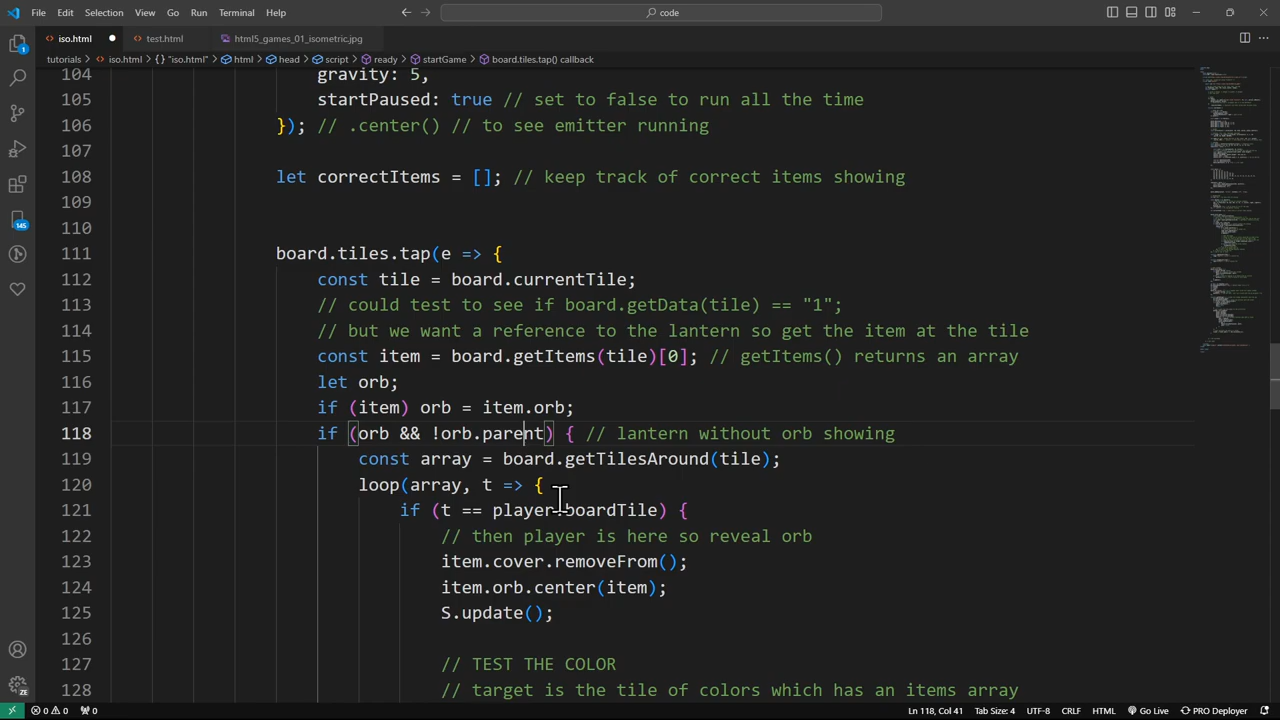 File Edit Selection View Go Run Terminal Help
code
iso.html test.html html5_games_01_isometric.jpg
tutorials > iso.html > {} "iso.html" > html > head > script > ready > startGame > board.tiles.tap() callback
104 gravity: 5,
105 startPaused: true // set to false to run all the time
106 }); // .center() // to see emitter running
107
108 let correctItems = []; // keep track of correct items showing
109
110
111 board.tiles.tap(e => {
112 const tile = board.currentTile;
113 // could test to see if board.getData(tile) == "1";
114 // but we want a reference to the lantern so get the item at the tile
115 const item = board.getItems(tile)[0]; // getItems() returns an array
116 let orb;
117 if (item) orb = item.orb;
118 if (orb && !orb.parent) { // lantern without orb showing
119 const array = board.getTilesAround(tile);
120 loop(array, t => {
121 if (t == player.boardTile) {
122 // then player is here so reveal orb
123 item.cover.removeFrom();
124 item.orb.center(item);
125 S.update();
126
127 // TEST THE COLOR
128 // target is the tile of colors which has an items array
1
145
ZE
0 0 0 Ln 118, Col 41 Tab Size: 4 UTF-8 CRLF HTML Go Live PRO Deployer